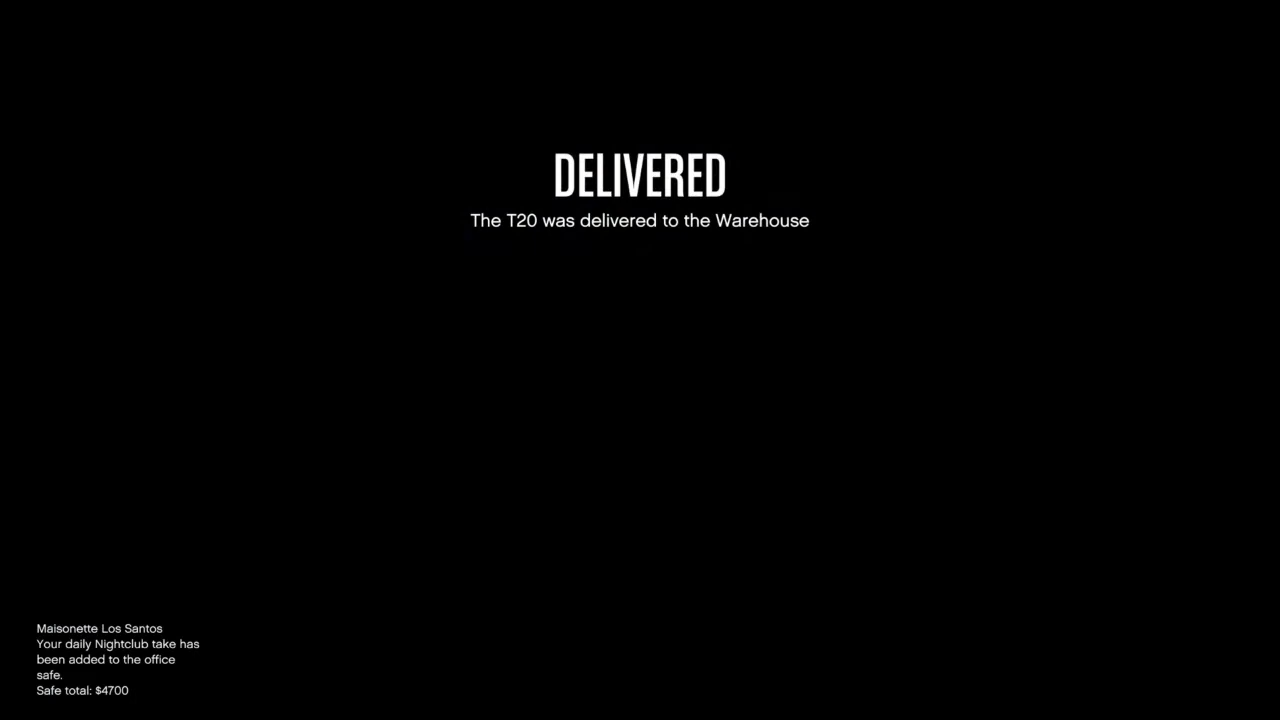 DELIVERED
The T20 was delivered to the Warehouse
Maisonette Los Santos
Your daily Nightclub take has
been added to the office
safe.
Safe total: $4700